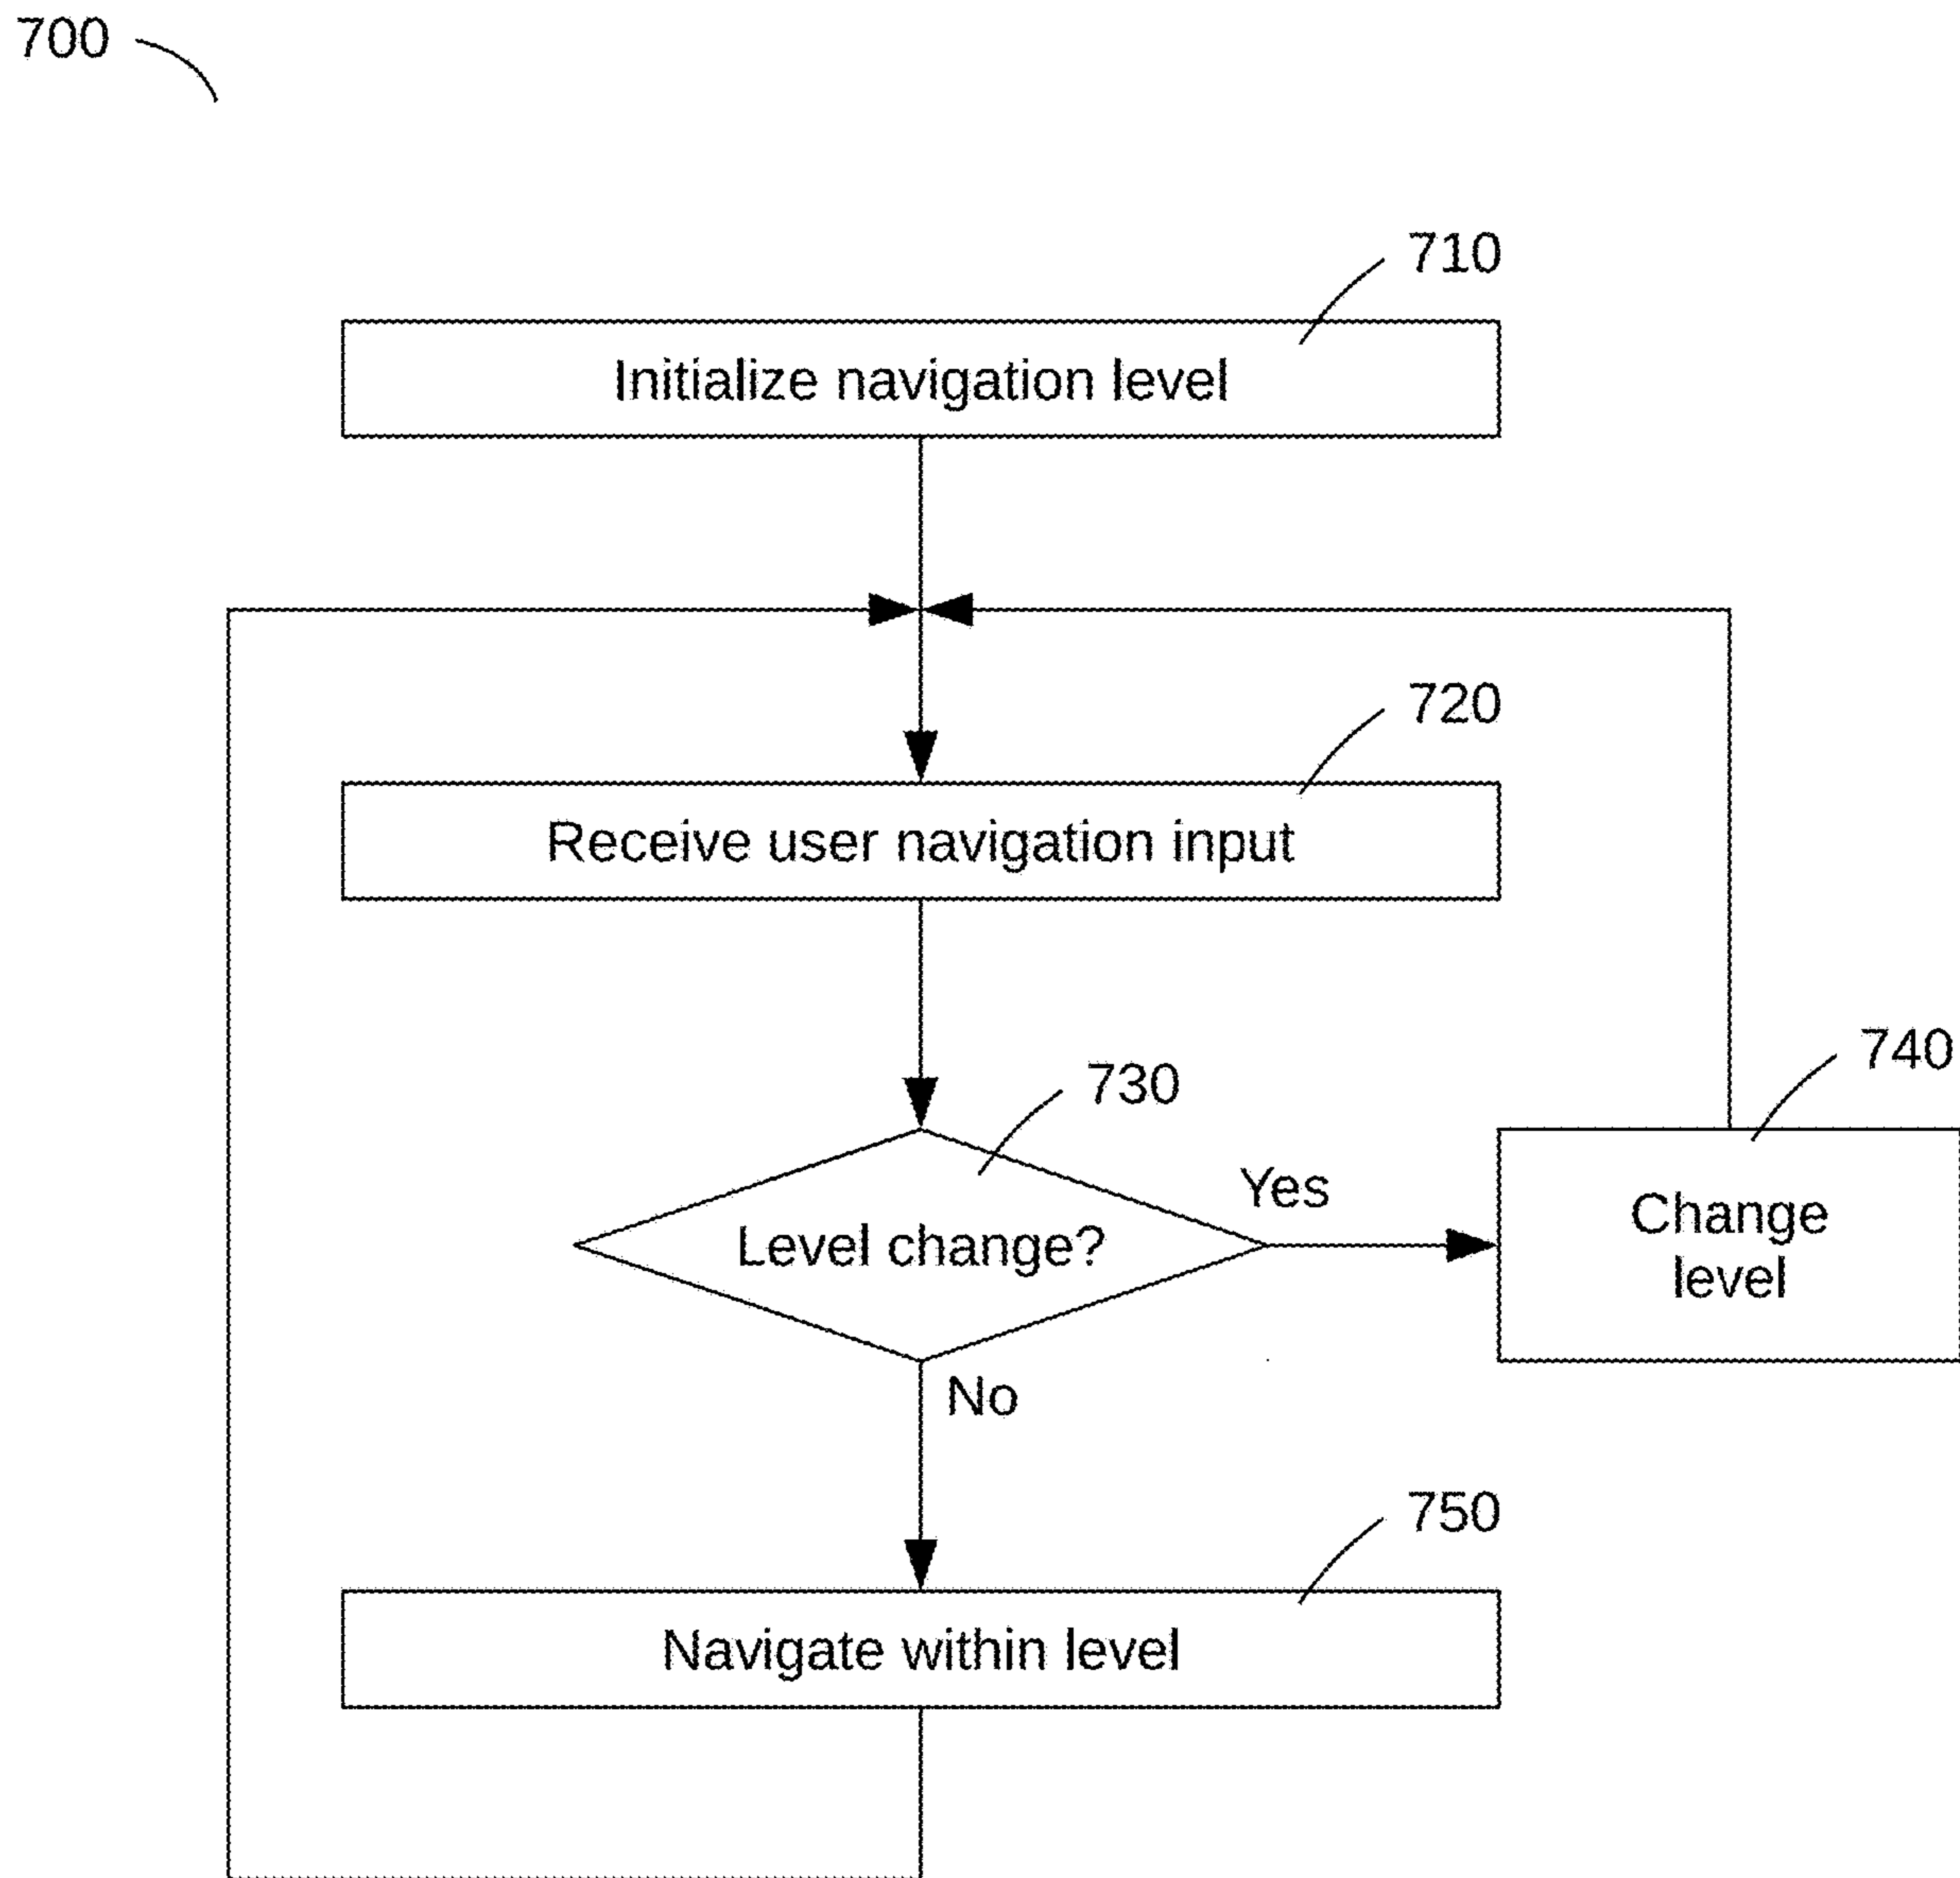 700
710
Initialize navigation level
720
Receive user navigation input
730
740
Yes
Level change?
Change
level
No
750
Navigate within level